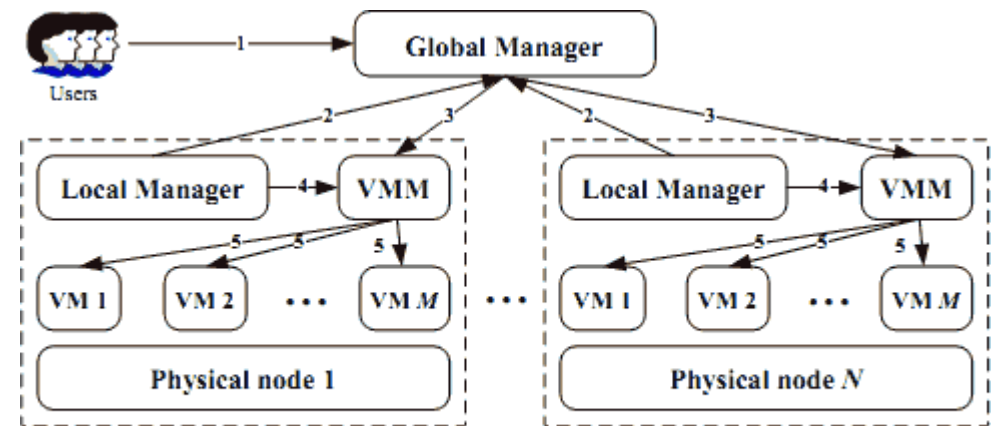 1
Global Manager
Users
2
3
2
3
Local Manager
4
VMM
Local Manager
4
VMM
5
5
5
5
5
5
VM 1
VM 2
• • •
VM M
• • •
VM 1
VM 2
• • •
VM M
Physical node 1
Physical node N